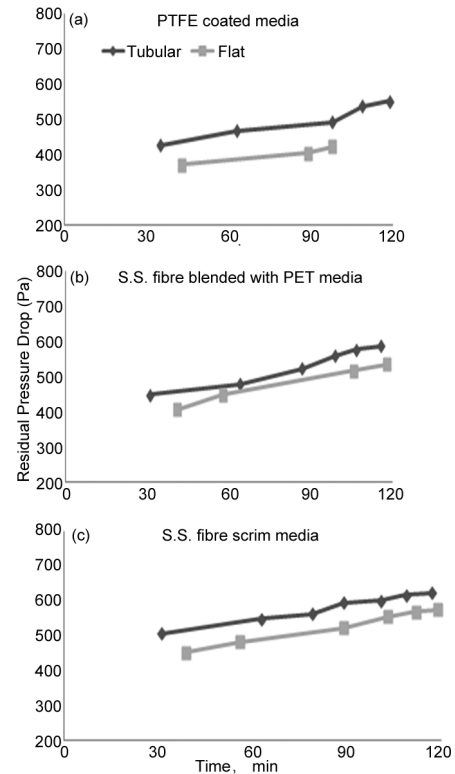 (a) PTFE coated media
Tubular Flat
800
700
600
500
400
300
200
0 30 60 90 120
Residual Pressure Drop (Pa)
(b) S.S. fibre blended with PET media
800
700
600
500
400
300
200
0 30 60 90 120
(c) S.S. fibre scrim media
800
700
600
500
400
300
200
0 30 60 90 120
Time, min